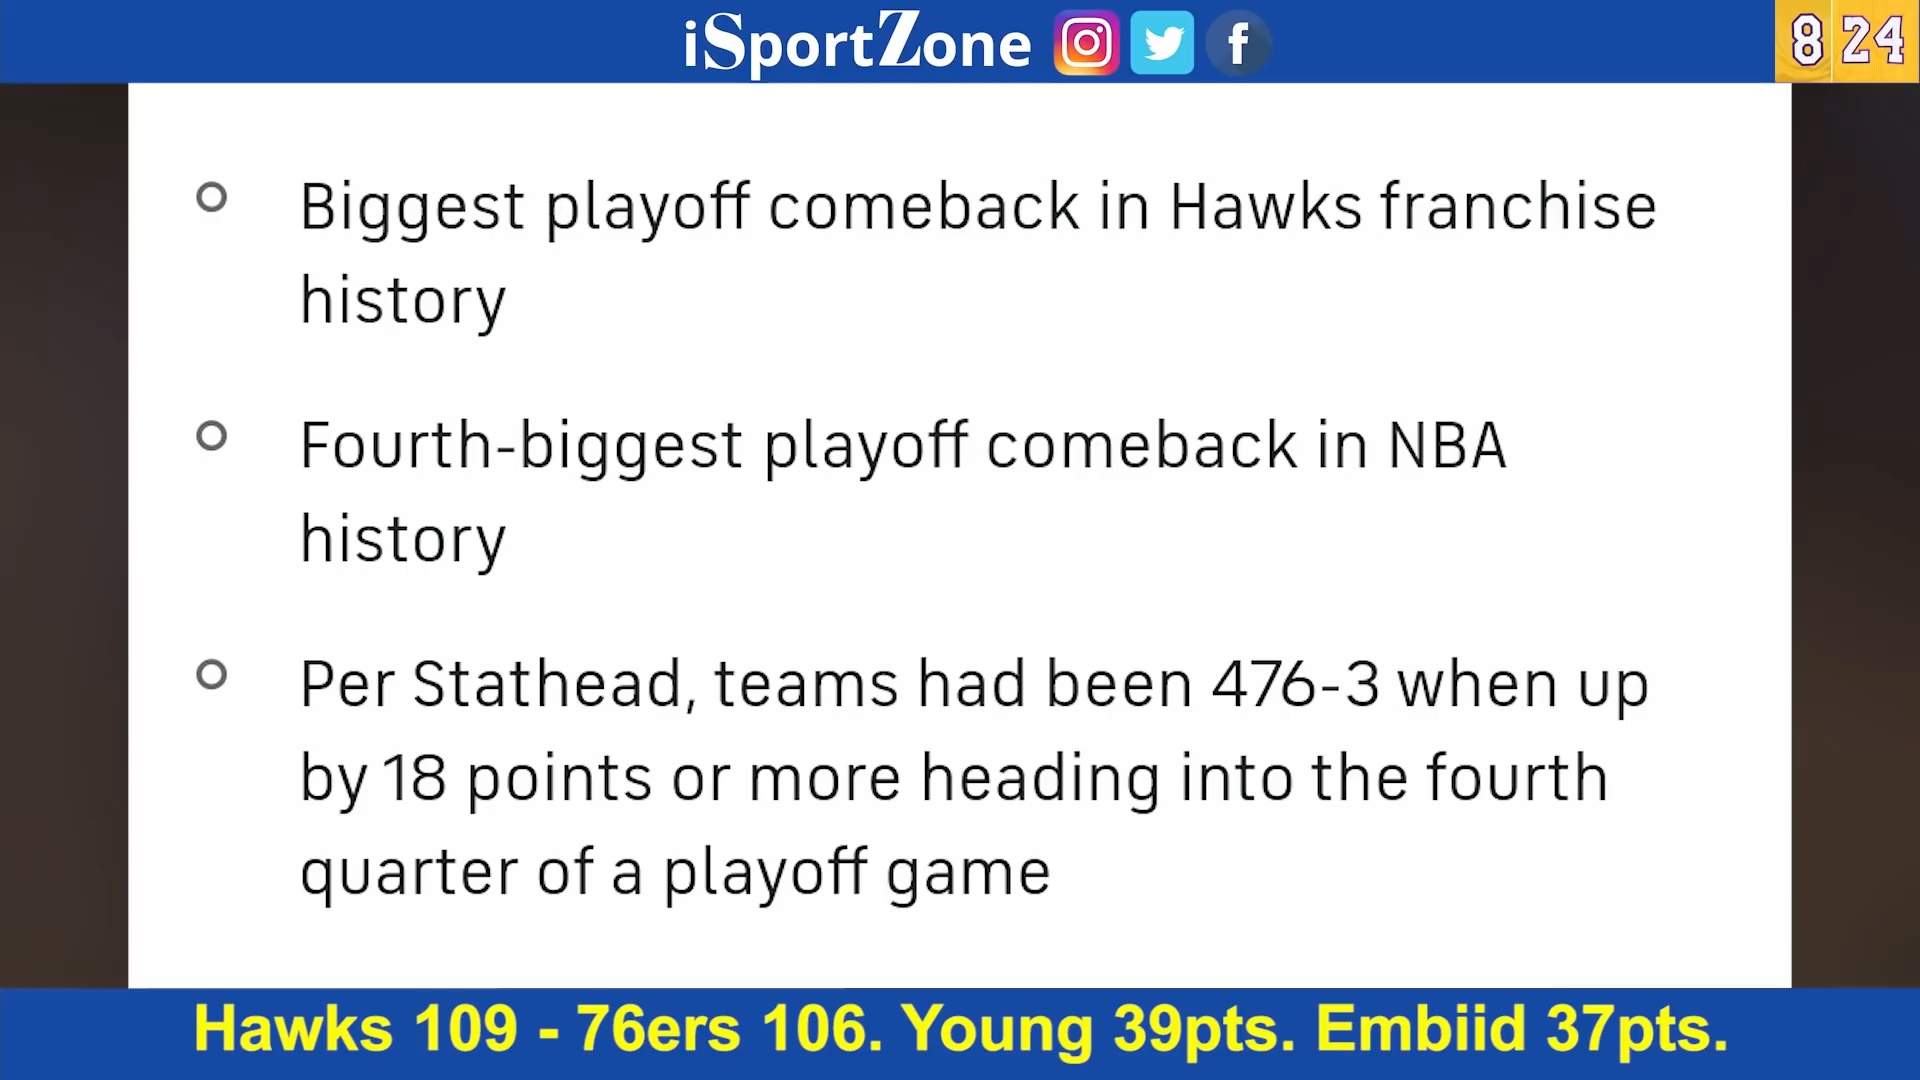 iSportZone
8 24
Biggest playoff comeback in Hawks franchise
history
Fourth-biggest playoff comeback in NBA
history
Per Stathead, teams had been 476-3 when up
by 18 points or more heading into the fourth
quarter of a playoff game
Hawks 109 - 76ers 106. Young 39pts. Embiid 37pts.